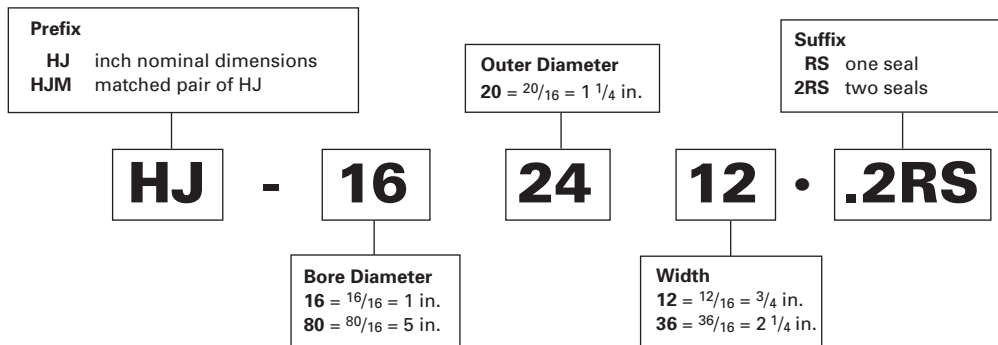 Prefix
HJ inch nominal dimensions
HJM matched pair of HJ
Outer Diameter
20 = 20/16 = 1 1/4 in.
Suffix
RS one seal
2RS two seals
HJ - 16 24 12 • .2RS
Bore Diameter
16 = 16/16 = 1 in.
80 = 80/16 = 5 in.
Width
12 = 12/16 = 3/4 in.
36 = 36/16 = 2 1/4 in.